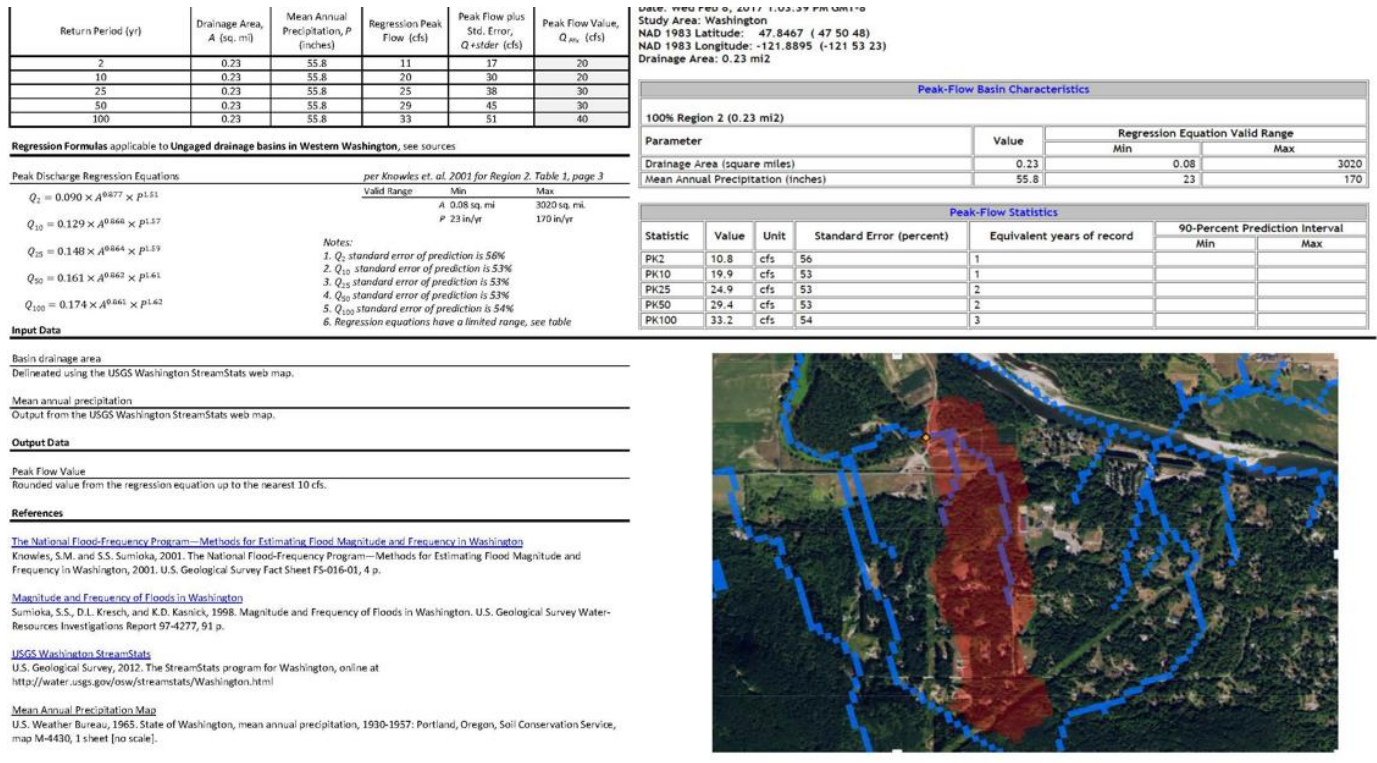 Return Period (yr) Drainage Area, A (sq. mi) Mean Annual Precipitation, P (inches) Regression Peak Flow (cfs) Peak Flow plus Std. Error, Q+stder (cfs) Peak Flow Value, Q (cfs)
2 0.23 55.8 11 17 20
10 0.23 55.8 20 30 20
25 0.23 55.8 25 38 30
50 0.23 55.8 29 45 30
100 0.23 55.8 33 51 40
Regression Formulas applicable to Ungaged drainage basins in Western Washington, see sources
Peak Discharge Regression Equations
per Knowles et. al. 2001 for Region 2. Table 1, page 3
Valid Range Min Max
A 0.08 sq. mi 3020 sq. mi.
P 23 in/yr 170 in/yr
Q2 = 0.090 × A^0.877 × P^1.51
Q10 = 0.129 × A^0.868 × P^1.57
Q25 = 0.148 × A^0.864 × P^1.59
Q50 = 0.161 × A^0.862 × P^1.61
Q100 = 0.174 × A^0.861 × P^1.62
Notes:
1. Q2 standard error of prediction is 56%
2. Q10 standard error of prediction is 53%
3. Q25 standard error of prediction is 53%
4. Q50 standard error of prediction is 53%
5. Q100 standard error of prediction is 54%
6. Regression equations have a limited range, see table
Input Data
Basin drainage area
Delineated using the USGS Washington StreamStats web map.
Mean annual precipitation
Output from the USGS Washington StreamStats web map.
Output Data
Peak Flow Value
Rounded value from the regression equation up to the nearest 10 cfs.
References
The National Flood-Frequency Program—Methods for Estimating Flood Magnitude and Frequency in Washington
Knowles, S.M. and S.S. Sumioka, 2001. The National Flood-Frequency Program—Methods for Estimating Flood Magnitude and
Frequency in Washington, 2001. U.S. Geological Survey Fact Sheet FS-016-01, 4 p.
Magnitude and Frequency of Floods in Washington
Sumioka, S.S., D.L. Kresch, and K.D. Kasnick, 1998. Magnitude and Frequency of Floods in Washington. U.S. Geological Survey Water-
Resources Investigations Report 97-4277, 91 p.
USGS Washington StreamStats
U.S. Geological Survey, 2012. The StreamStats program for Washington, online at
http://water.usgs.gov/osw/streamstats/Washington.html
Mean Annual Precipitation Map
U.S. Weather Bureau, 1965. State of Washington, mean annual precipitation, 1930-1957: Portland, Oregon, Soil Conservation Service,
map M-4430, 1 sheet [no scale].
Date: Wed Feb 8, 2017 1:03:39 PM GMT-8
Study Area: Washington
NAD 1983 Latitude: 47.8467 ( 47 50 48)
NAD 1983 Longitude: -121.8895 (-121 53 23)
Drainage Area: 0.23 mi2
Peak-Flow Basin Characteristics
100% Region 2 (0.23 mi2)
Parameter Value Regression Equation Valid Range
Min Max
Drainage Area (square miles) 0.23 0.08 3020
Mean Annual Precipitation (inches) 55.8 23 170
Peak-Flow Statistics
Statistic Value Unit Standard Error (percent) Equivalent years of record 90-Percent Prediction Interval
Min Max
PK2 10.8 cfs 56 1
PK10 19.9 cfs 53 1
PK25 24.9 cfs 53 2
PK50 29.4 cfs 53 2
PK100 33.2 cfs 54 3